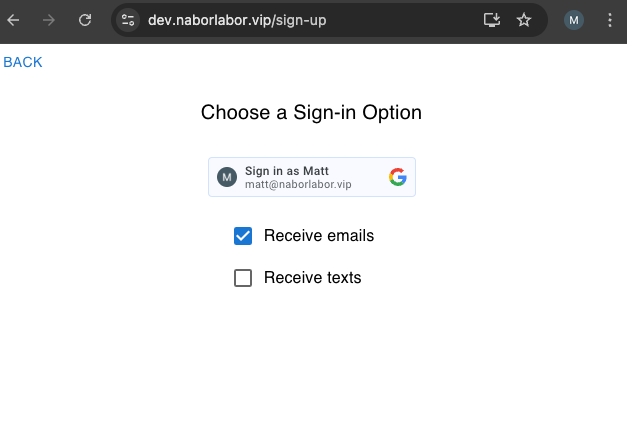 dev.naborlabor.vip/sign-up
M
BACK
Choose a Sign-in Option
M
Sign in as Matt
matt@naborlabor.vip
G
Receive emails
Receive texts